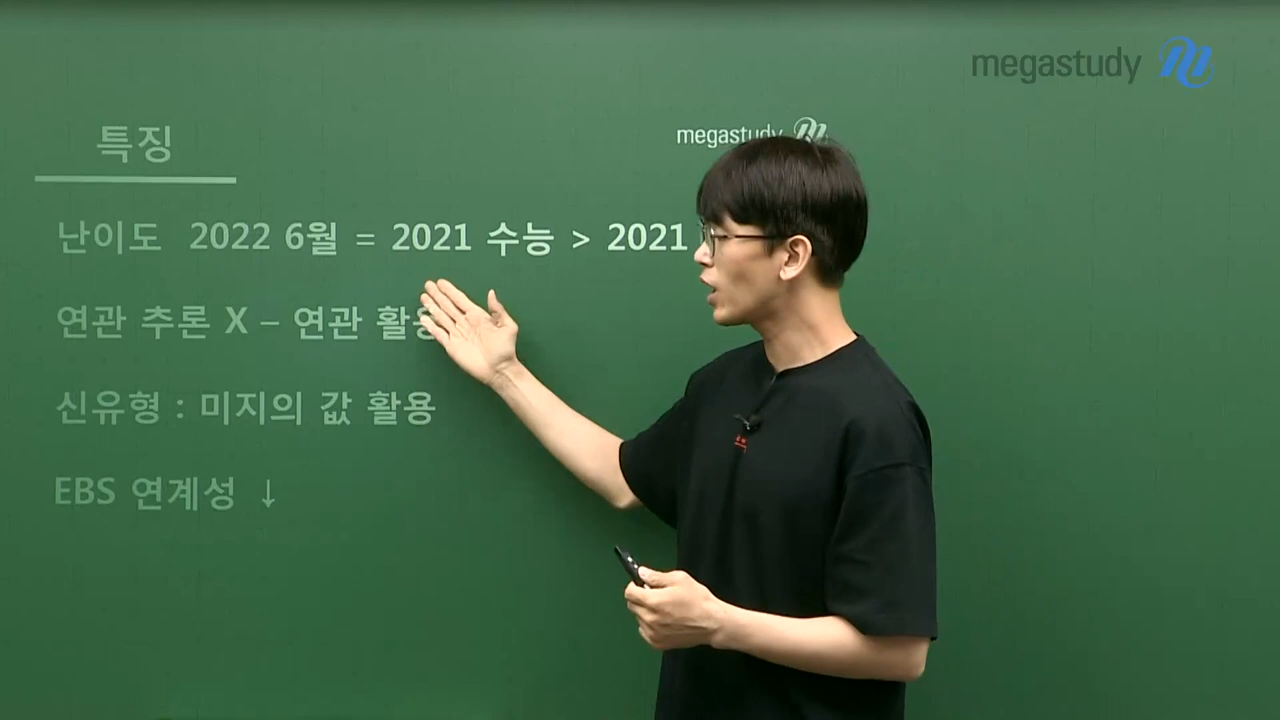 megastudy
megastudy
특징
난이도 2022 6월 = 2021 수능 > 2021
연관 추론 X – 연관 활용
신유형 : 미지의 값 활용
EBS 연계성 ↓